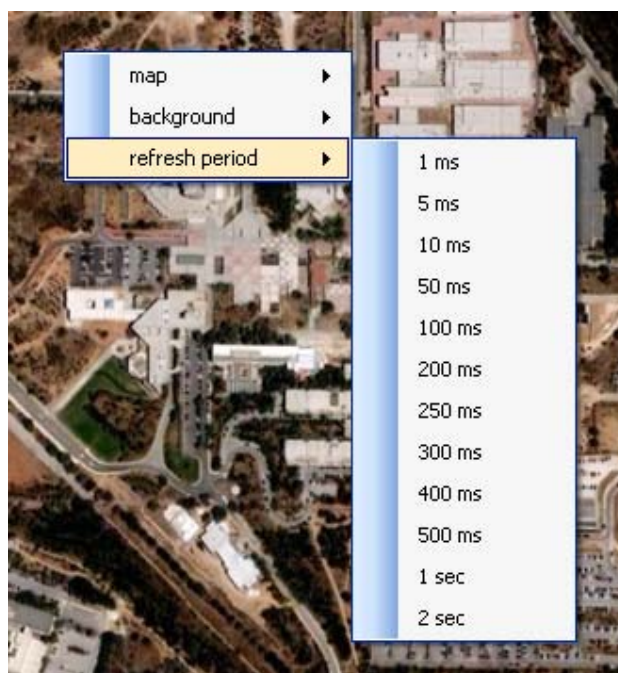 map
background
refresh period
1 ms
5 ms
10 ms
50 ms
100 ms
200 ms
250 ms
300 ms
400 ms
500 ms
1 sec
2 sec